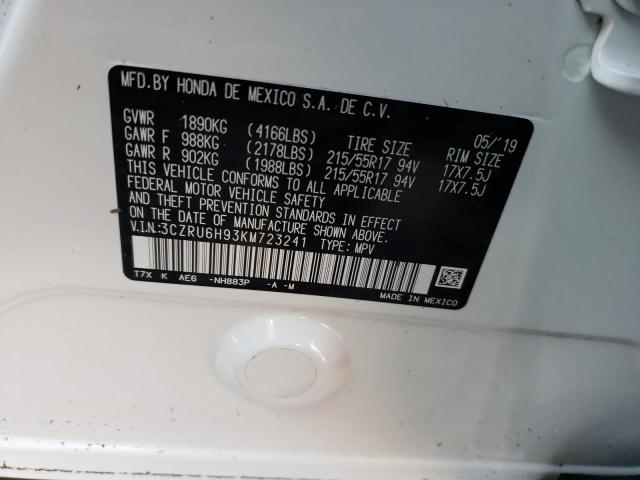 MFD.BY HONDA DE MEXICO S.A. DE C.V.
05/'19
GVWR 1890KG (4166LBS) TIRE SIZE RIM SIZE
GAWR F 988KG (2178LBS) 215/55R17 94V 17X7.5J
GAWR R 902KG (1988LBS) 215/55R17 94V 17X7.5J
THIS VEHICLE CONFORMS TO ALL APPLICABLE
FEDERAL MOTOR VEHICLE SAFETY
AND THEFT PREVENTION STANDARDS IN EFFECT
ON THE DATE OF MANUFACTURE SHOWN ABOVE.
V.I.N:3CZRU6H93KM723241 TYPE: MPV
T7X K AE6 -NH883P -A -M
MADE IN MEXICO